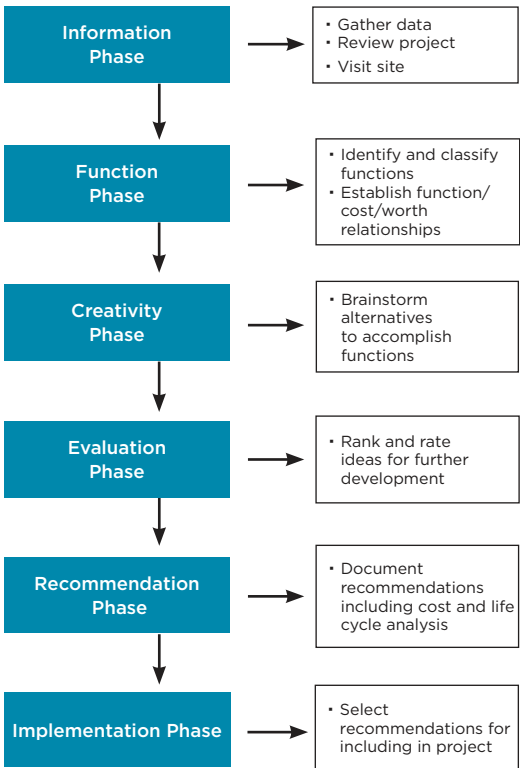 Information
Phase
▪ Gather data
▪ Review project
▪ Visit site
Function
Phase
▪ Identify and classify
functions
▪ Establish function/
cost/worth
relationships
Creativity
Phase
▪ Brainstorm
alternatives
to accomplish
functions
Evaluation
Phase
▪ Rank and rate
ideas for further
development
Recommendation
Phase
▪ Document
recommendations
including cost and life
cycle analysis
Implementation Phase
▪ Select
recommendations for
including in project